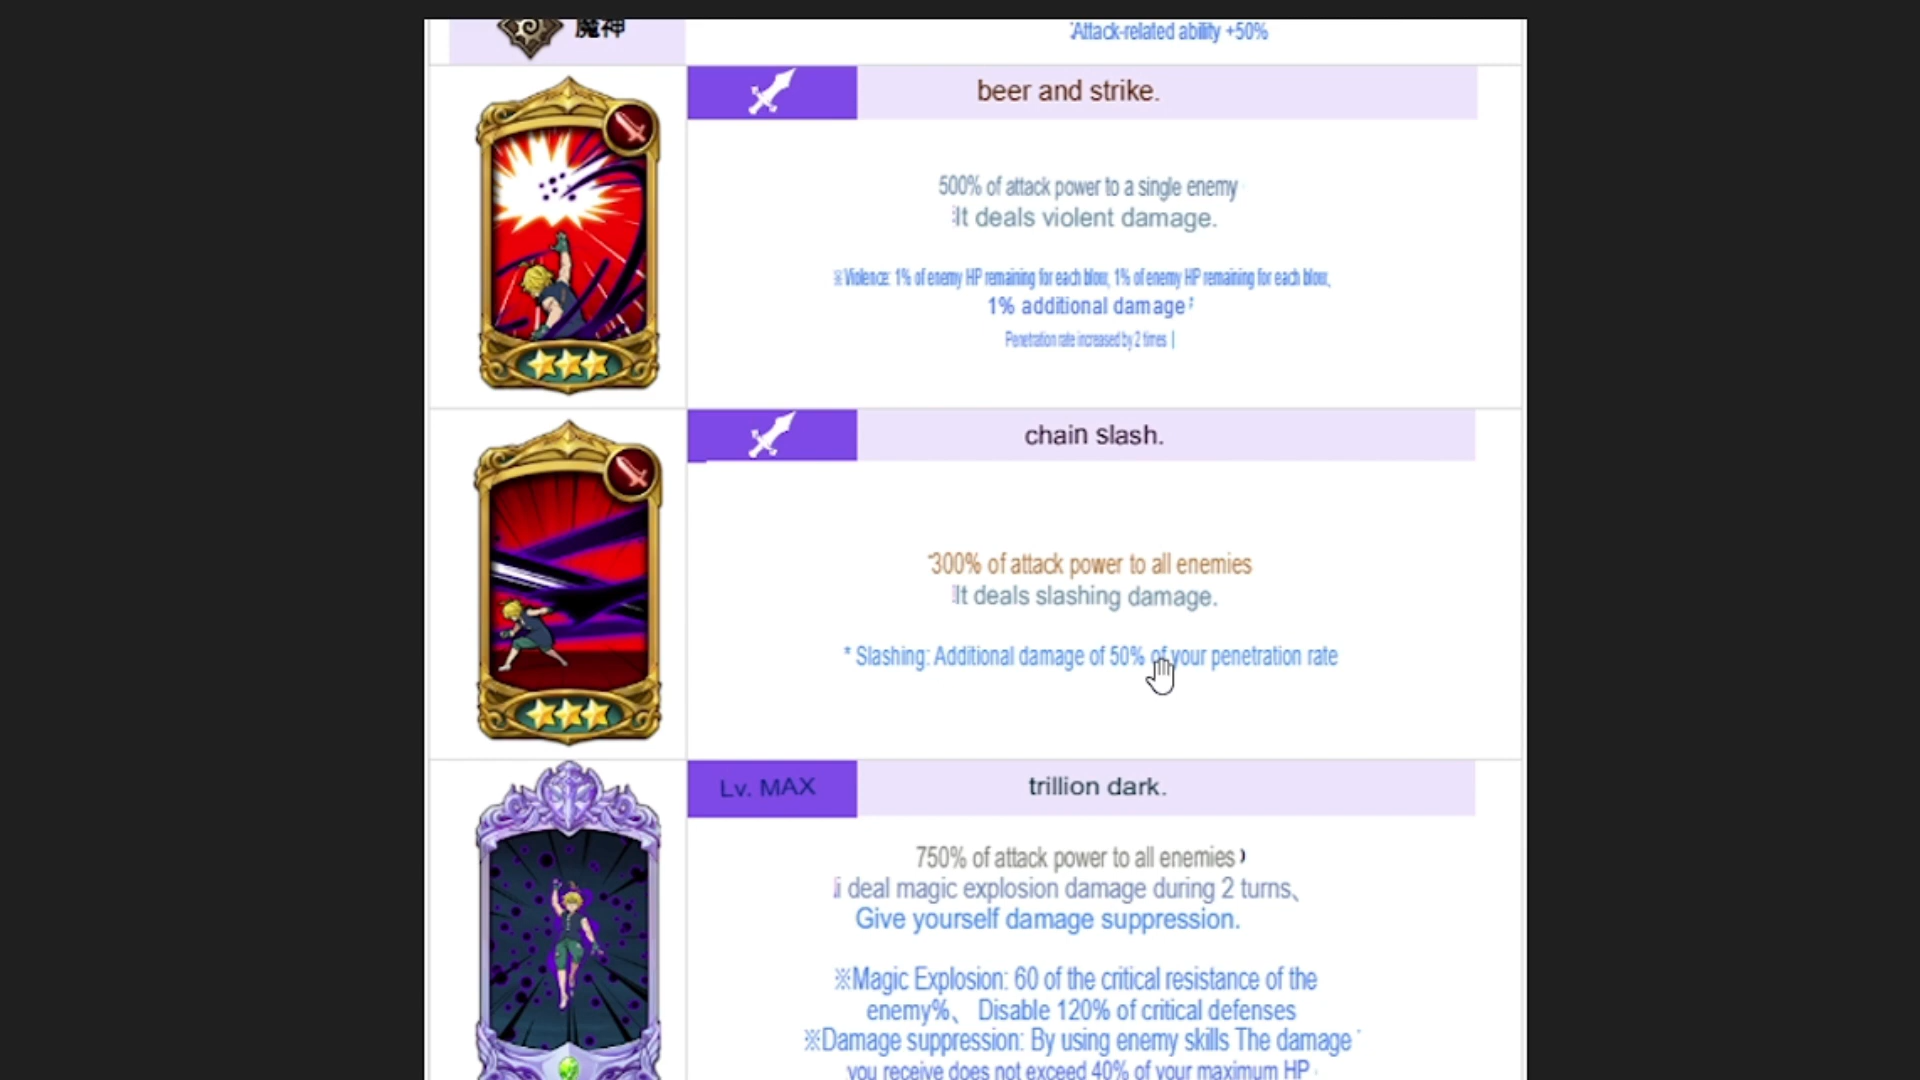 魔神
Attack-related ability +50%
beer and strike.
500% of attack power to a single enemy
It deals violent damage.
※Violence: 1% of enemy HP remaining for each blow, 1% of enemy HP remaining for each blow,
1% additional damage
Penetration rate increased by 2 times
chain slash.
300% of attack power to all enemies
It deals slashing damage.
* Slashing: Additional damage of 50% of your penetration rate
Lv. MAX
trillion dark.
750% of attack power to all enemies
i deal magic explosion damage during 2 turns、
Give yourself damage suppression.
※Magic Explosion: 60 of the critical resistance of the
enemy%、 Disable 120% of critical defenses
※Damage suppression: By using enemy skills The damage
you receive does not exceed 40% of your maximum HP